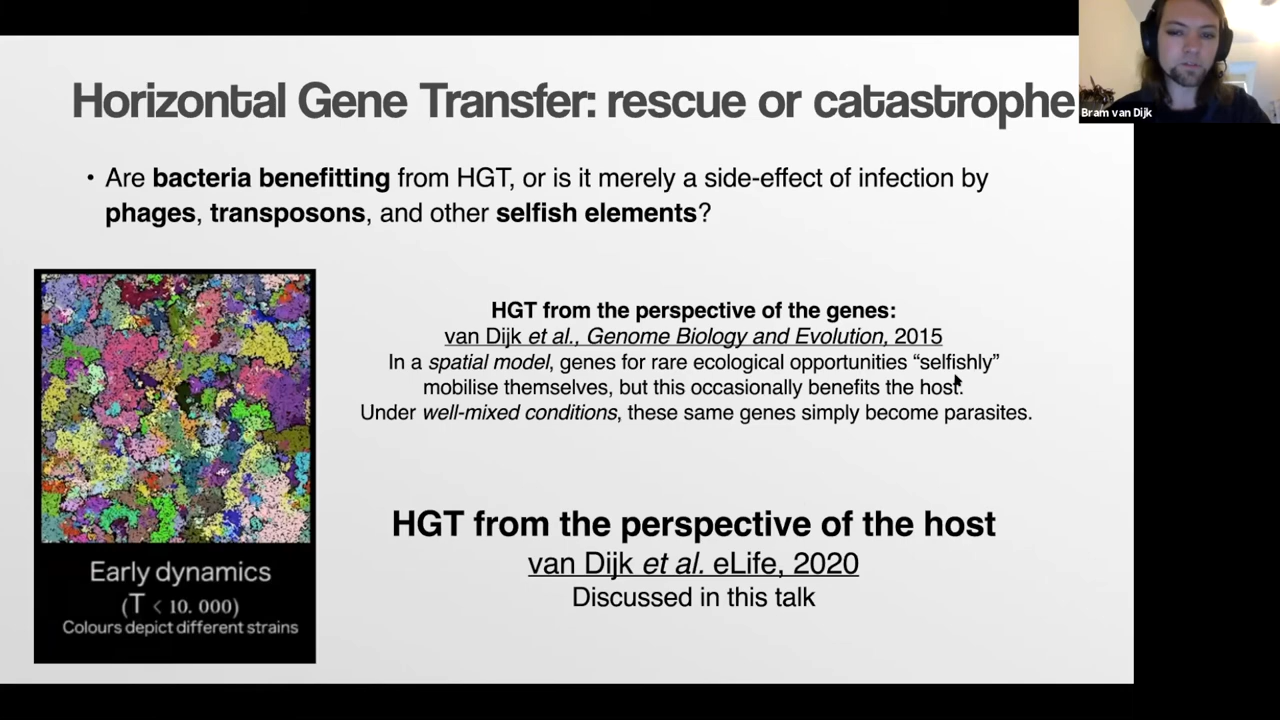 Horizontal Gene Transfer: rescue or catastrophe
Bram van Dijk
• Are bacteria benefitting from HGT, or is it merely a side-effect of infection by
phages, transposons, and other selfish elements?
HGT from the perspective of the genes:
van Dijk et al., Genome Biology and Evolution, 2015
In a spatial model, genes for rare ecological opportunities “selfishly”
mobilise themselves, but this occasionally benefits the host.
Under well-mixed conditions, these same genes simply become parasites.
HGT from the perspective of the host
van Dijk et al. eLife, 2020
Discussed in this talk
Early dynamics
(T < 10. 000)
Colours depict different strains